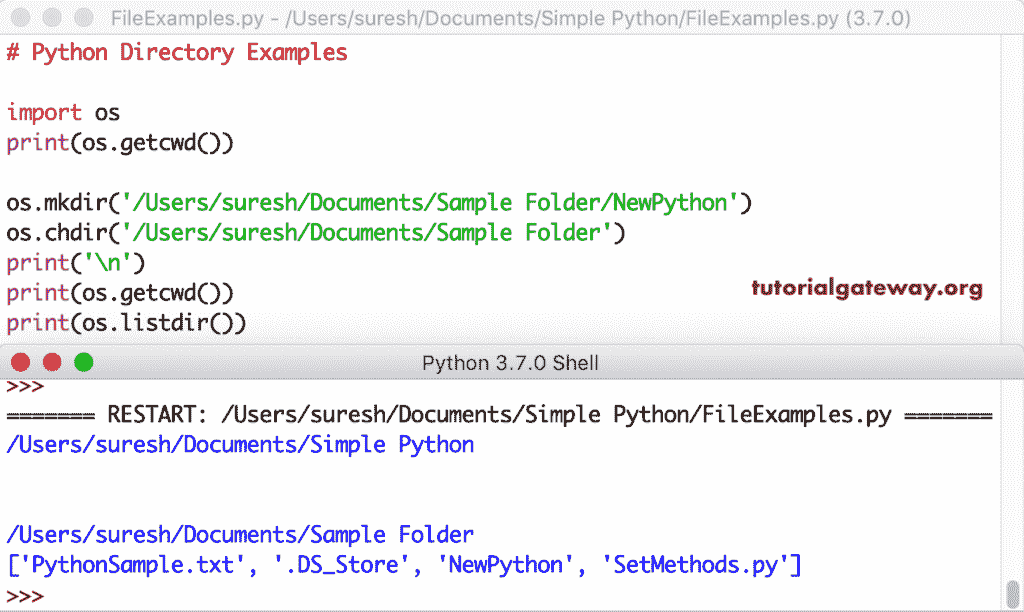 FileExamples.py - /Users/suresh/Documents/Simple Python/FileExamples.py (3.7.0)
# Python Directory Examples
import os
print(os.getcwd())
os.mkdir('/Users/suresh/Documents/Sample Folder/NewPython')
os.chdir('/Users/suresh/Documents/Sample Folder')
print('\n')
print(os.getcwd())
tutorialgateway.org
print(os.listdir())
Python 3.7.0 Shell
>>>
======= RESTART: /Users/suresh/Documents/Simple Python/FileExamples.py =======
/Users/suresh/Documents/Simple Python
/Users/suresh/Documents/Sample Folder
['PythonSample.txt', '.DS_Store', 'NewPython', 'SetMethods.py']
>>>